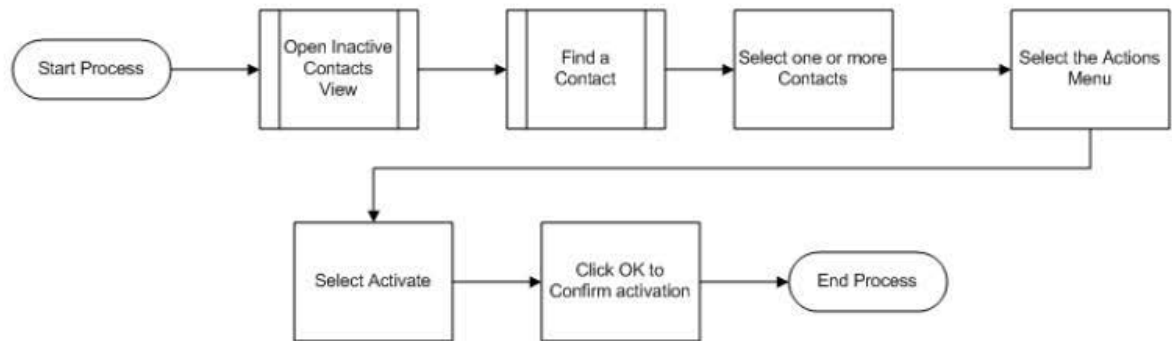 Start Process
Open Inactive
Contacts
View
Find a
Contact
Select one or more
Contacts
Select the Actions
Menu
Select Activate
Click OK to
Confirm activation
End Process